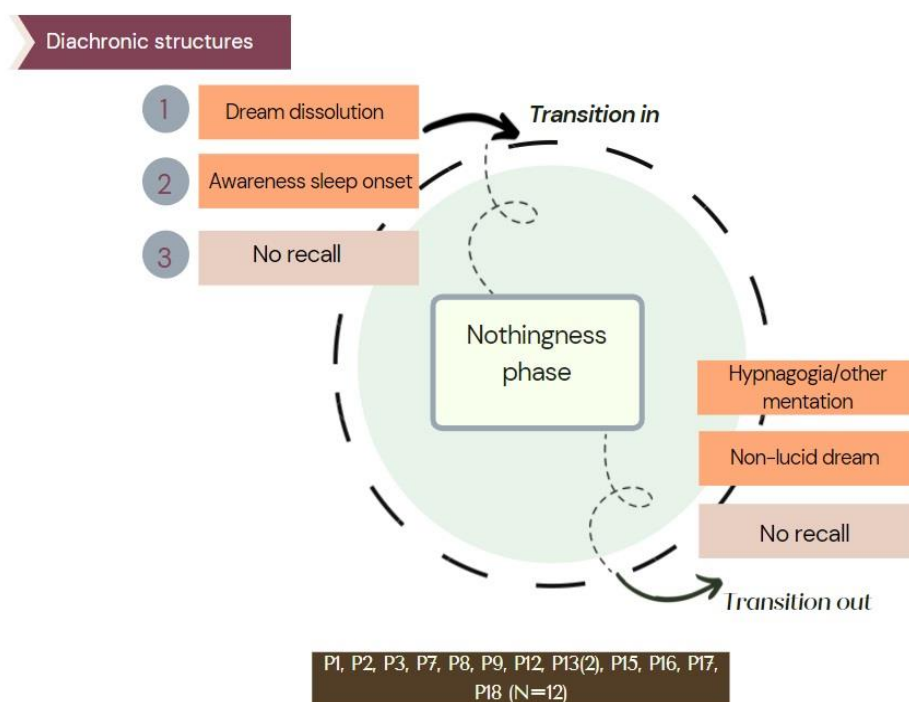 Diachronic structures
1
Dream dissolution
Transition in
2
Awareness sleep onset
3
No recall
Nothingness
phase
Hypnagogia/other
mentation
Non-lucid dream
No recall
Transition out
P1, P2, P3, P7, P8, P9, P12, P13(2), P15, P16, P17,
P18 (N=12)